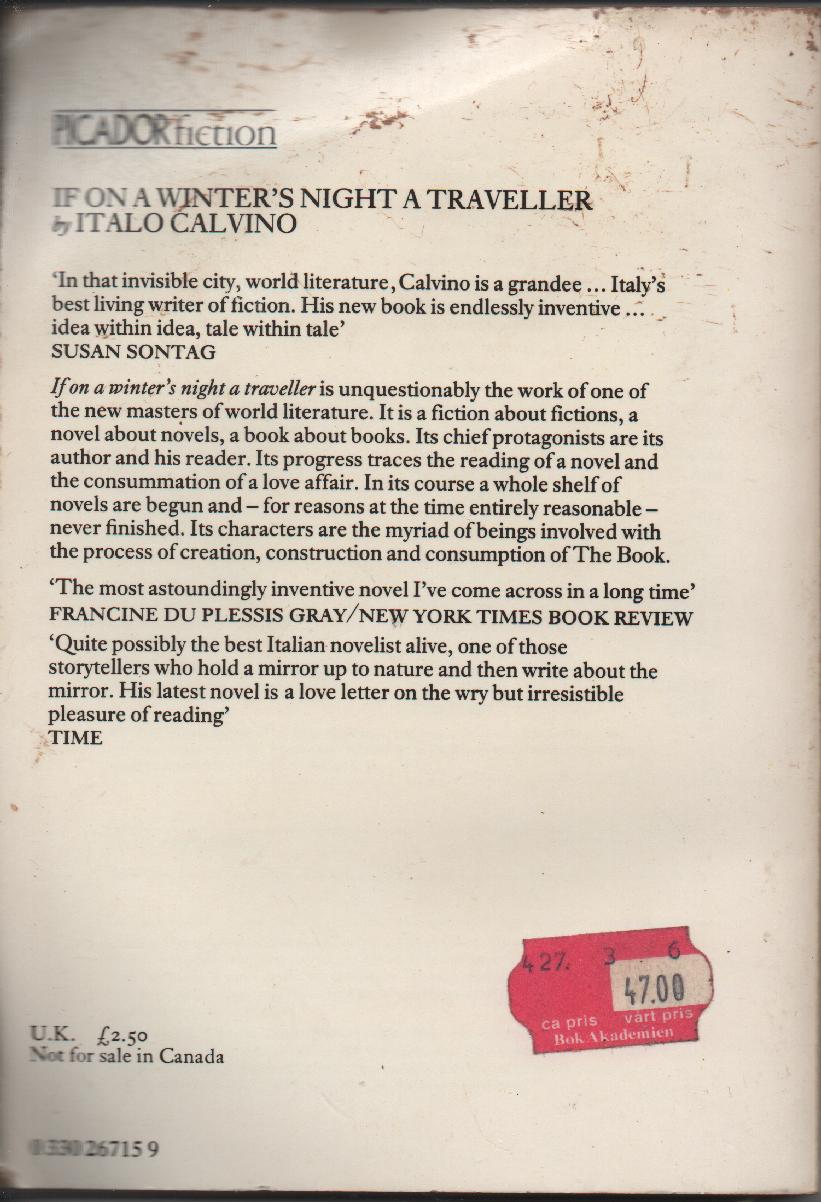 PICADOR fiction
IF ON A WINTER'S NIGHT A TRAVELLER
by ITALO CALVINO
‘In that invisible city, world literature, Calvino is a grandee ... Italy's
best living writer of fiction. His new book is endlessly inventive ...
idea within idea, tale within tale’
SUSAN SONTAG
If on a winter's night a traveller is unquestionably the work of one of
the new masters of world literature. It is a fiction about fictions, a
novel about novels, a book about books. Its chief protagonists are its
author and his reader. Its progress traces the reading of a novel and
the consummation of a love affair. In its course a whole shelf of
novels are begun and – for reasons at the time entirely reasonable –
never finished. Its characters are the myriad of beings involved with
the process of creation, construction and consumption of The Book.
‘The most astoundingly inventive novel I've come across in a long time’
FRANCINE DU PLESSIS GRAY/NEW YORK TIMES BOOK REVIEW
‘Quite possibly the best Italian novelist alive, one of those
storytellers who hold a mirror up to nature and then write about the
mirror. His latest novel is a love letter on the wry but irresistible
pleasure of reading’
TIME
427. 3 6
47.00
ca pris vårt pris
Bok Akademien
U.K. £2.50
Not for sale in Canada
0 330 26715 9